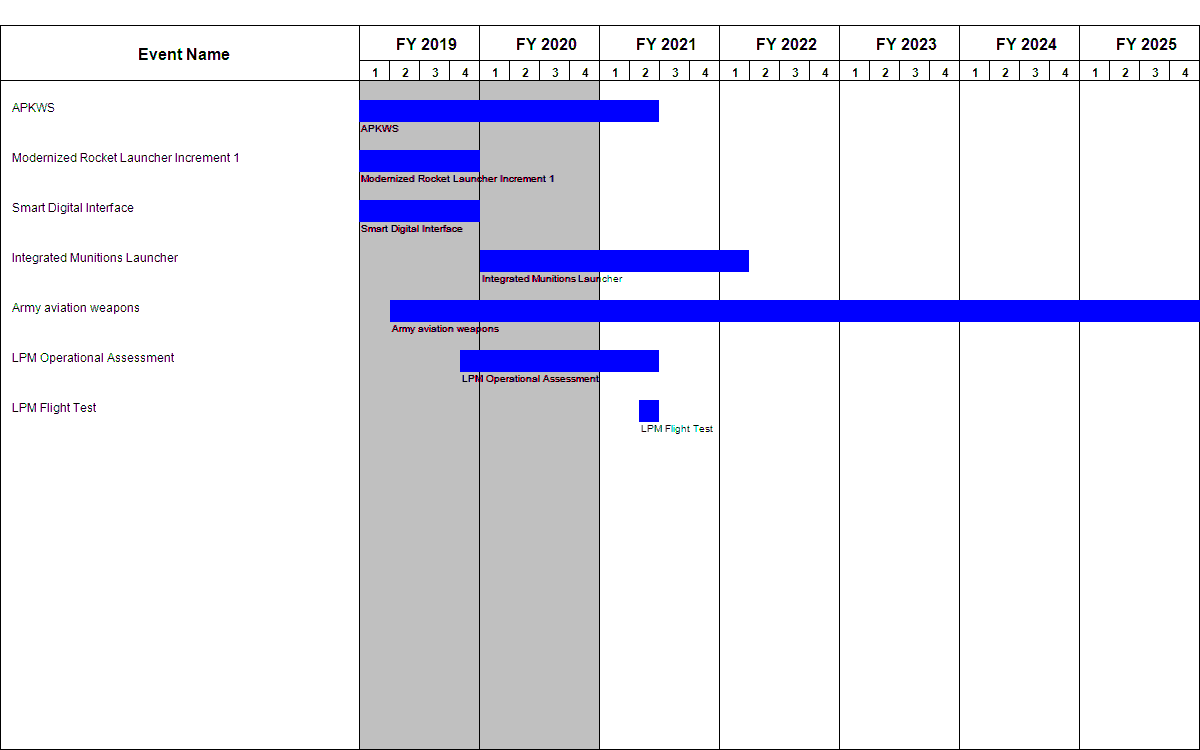 Event Name FY 2019 FY 2020 FY 2021 FY 2022 FY 2023 FY 2024 FY 2025
1 2 3 4 1 2 3 4 1 2 3 4 1 2 3 4 1 2 3 4 1 2 3 4 1 2 3 4
APKWS
APKWS
Modernized Rocket Launcher Increment 1
Modernized Rocket Launcher Increment 1
Smart Digital Interface
Smart Digital Interface
Integrated Munitions Launcher
Integrated Munitions Launcher
Army aviation weapons
Army aviation weapons
LPM Operational Assessment
LPM Operational Assessment
LPM Flight Test
LPM Flight Test